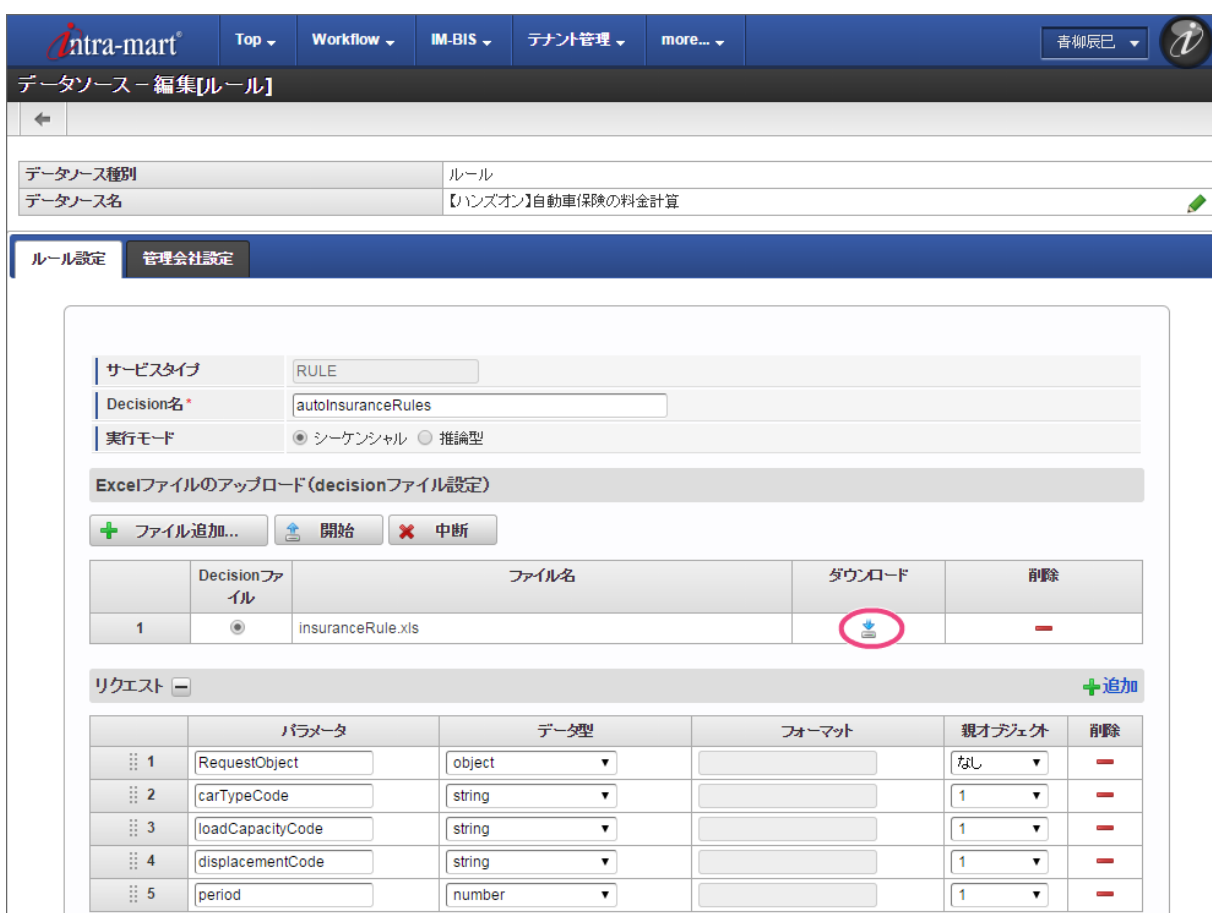 intra-mart® Top Workflow IM-BIS テナント管理 more... 青柳辰巳
データソース – 編集[ルール]
データソース種別 ルール
データソース名 【ハンズオン】自動車保険の料金計算
ルール設定 管理会社設定
サービスタイプ RULE
Decision名* autoInsuranceRules
実行モード シーケンシャル 推論型
Excelファイルのアップロード(decisionファイル設定)
ファイル追加... 開始 中断
Decisionファイル ファイル名 ダウンロード 削除
1 insuranceRule.xls
リクエスト 追加
パラメータ データ型 フォーマット 親オブジェクト 削除
1 RequestObject object なし
2 carTypeCode string 1
3 loadCapacityCode string 1
4 displacementCode string 1
5 period number 1